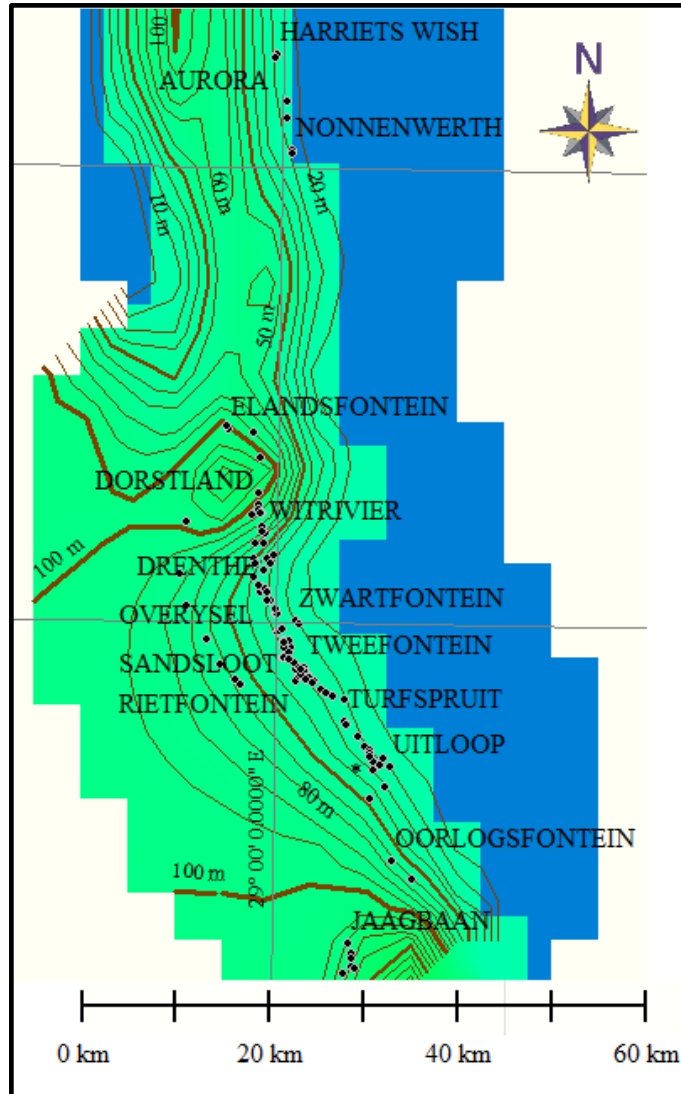 100
HARRIETS WISH
N
AURORA
NONNENWERTH
10 m
60 m
20 m
50 m
ELANDSFONTEIN
DORSTLAND
WITRIVIER
100 m
DRENTHE
ZWARTFONTEIN
OVERYSEL
TWEEFONTEIN
SANDSLOOT
RIETFONTEIN
TURFSPRUIT
UITLOOP
29° 00' 0.0000" E
80 m
OORLOGSFONTEIN
100 m
JAAGBAAN
0 km
20 km
40 km
60 km